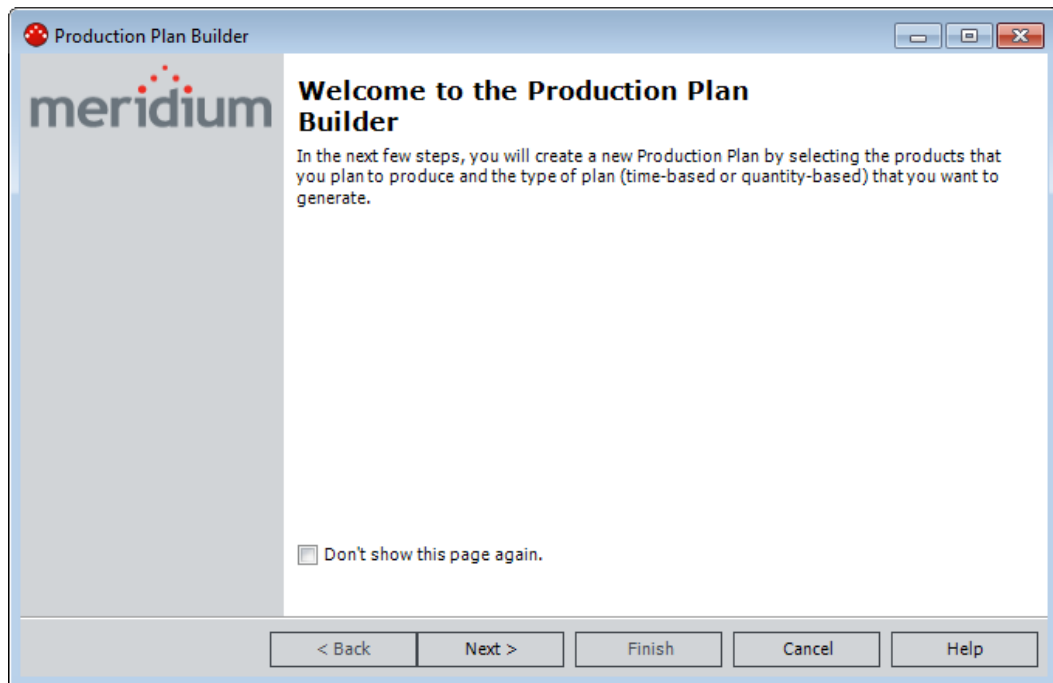 Production Plan Builder
meridium
Welcome to the Production Plan
Builder
In the next few steps, you will create a new Production Plan by selecting the products that
you plan to produce and the type of plan (time-based or quantity-based) that you want to
generate.
Don't show this page again.
< Back Next > Finish Cancel Help